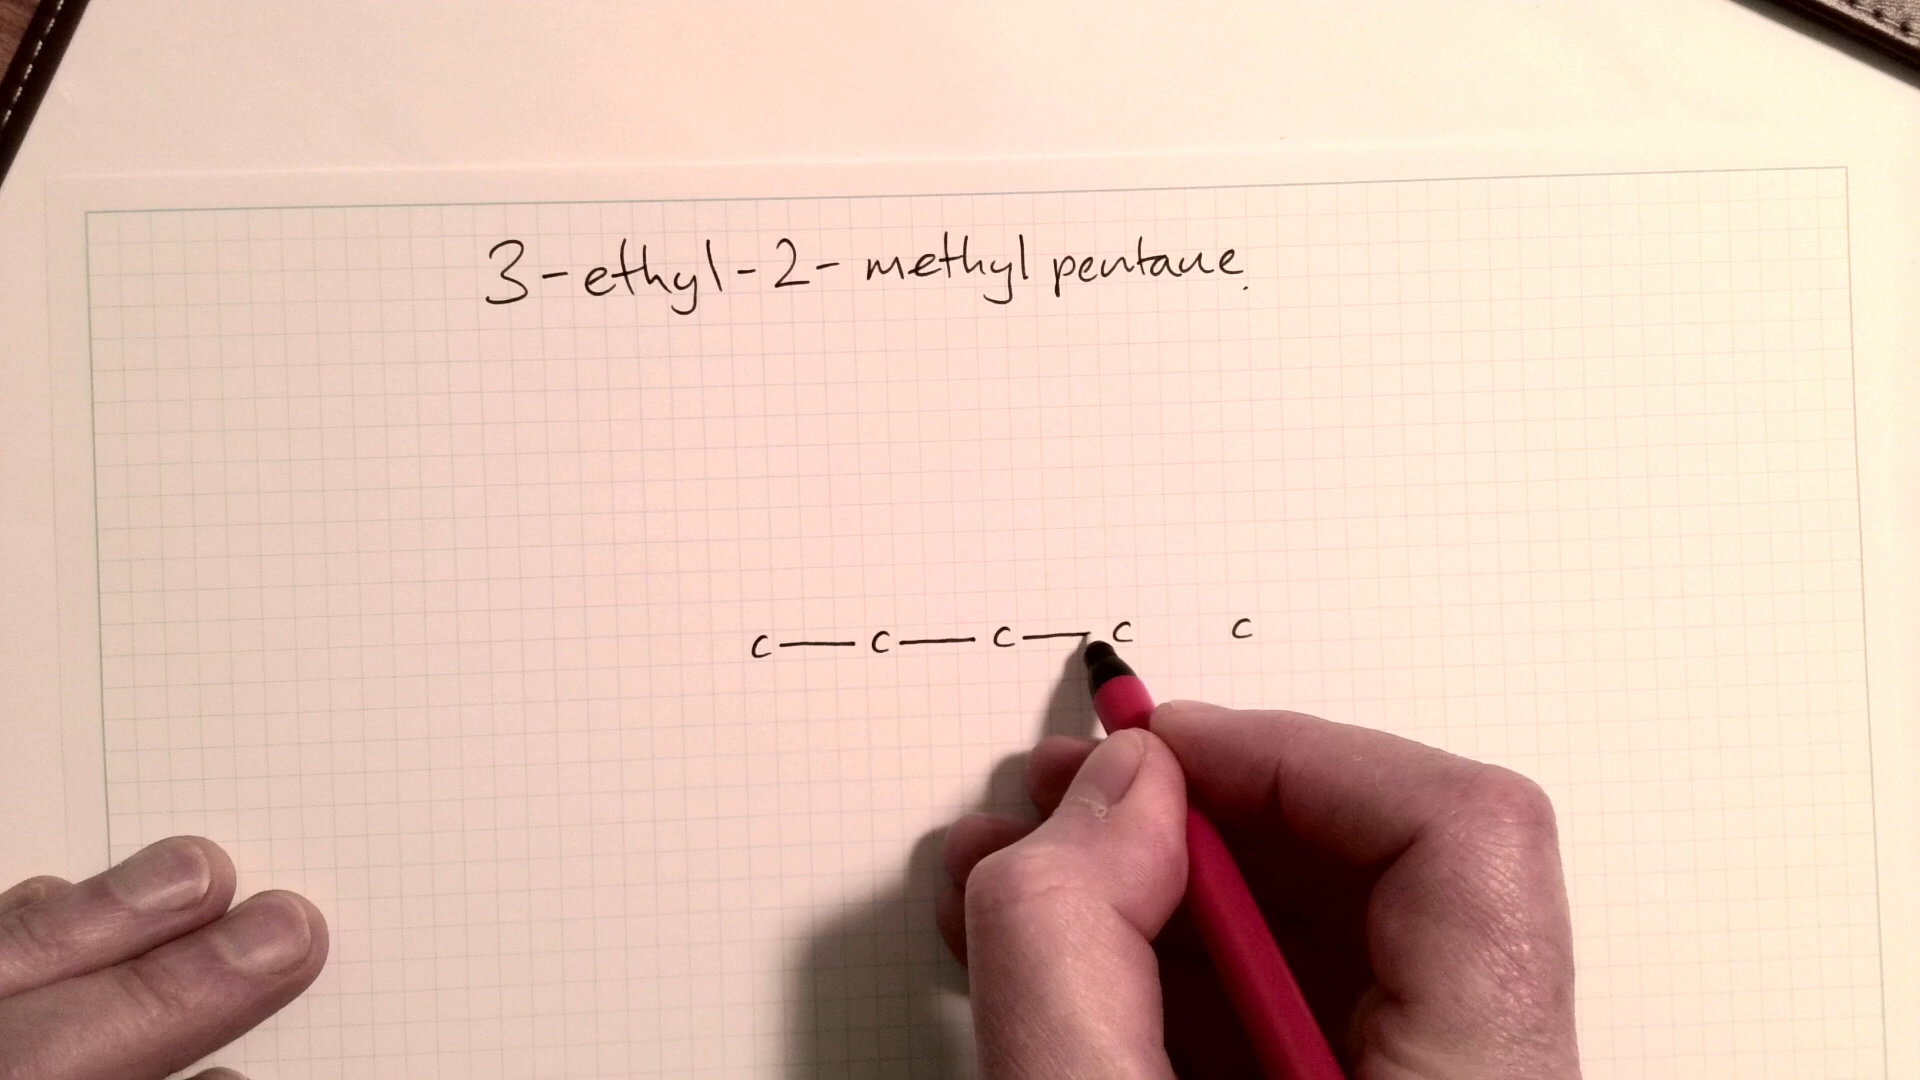 3-ethyl-2-methyl pentane.
C — C — C — C C